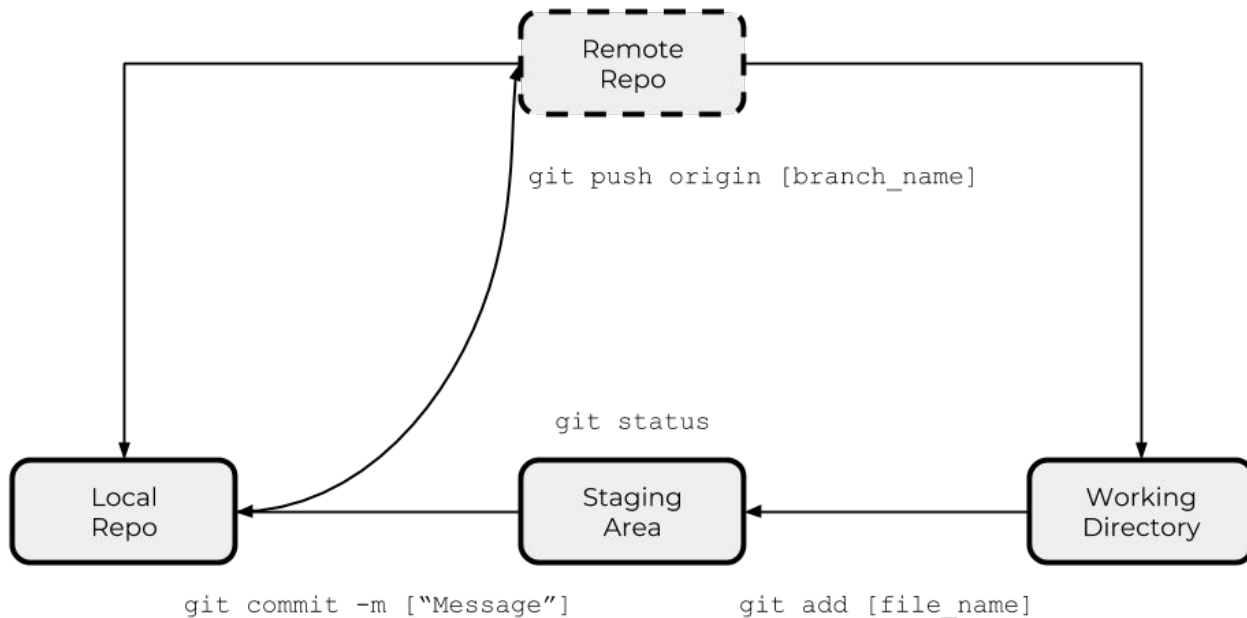 Remote
Repo
git push origin [branch_name]
git status
Local
Repo
Staging
Area
Working
Directory
git commit -m [“Message”]
git add [file_name]